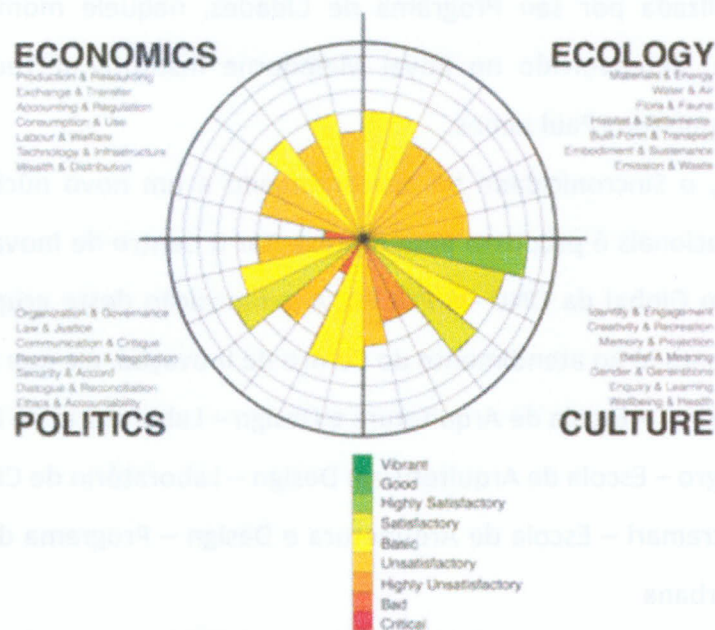 ECONOMICS
Production & Resourcing
Exchange & Transfer
Accounting & Regulation
Consumption & Use
Labour & Welfare
Technology & Infrastructure
Wealth & Distribution
ECOLOGY
Materials & Energy
Water & Air
Flora & Fauna
Habitat & Settlements
Built-Form & Transport
Embodiment & Sustenance
Emission & Waste
Organization & Governance
Law & Justice
Communication & Critique
Representation & Negotiation
Security & Accord
Dialogue & Reconciliation
Ethics & Accountability
POLITICS
Identity & Engagement
Creativity & Recreation
Memory & Projection
Belief & Meaning
Gender & Generations
Enquiry & Learning
Wellbeing & Health
CULTURE
Vibrant
Good
Highly Satisfactory
Satisfactory
Basic
Unsatisfactory
Highly Unsatisfactory
Bad
Critical